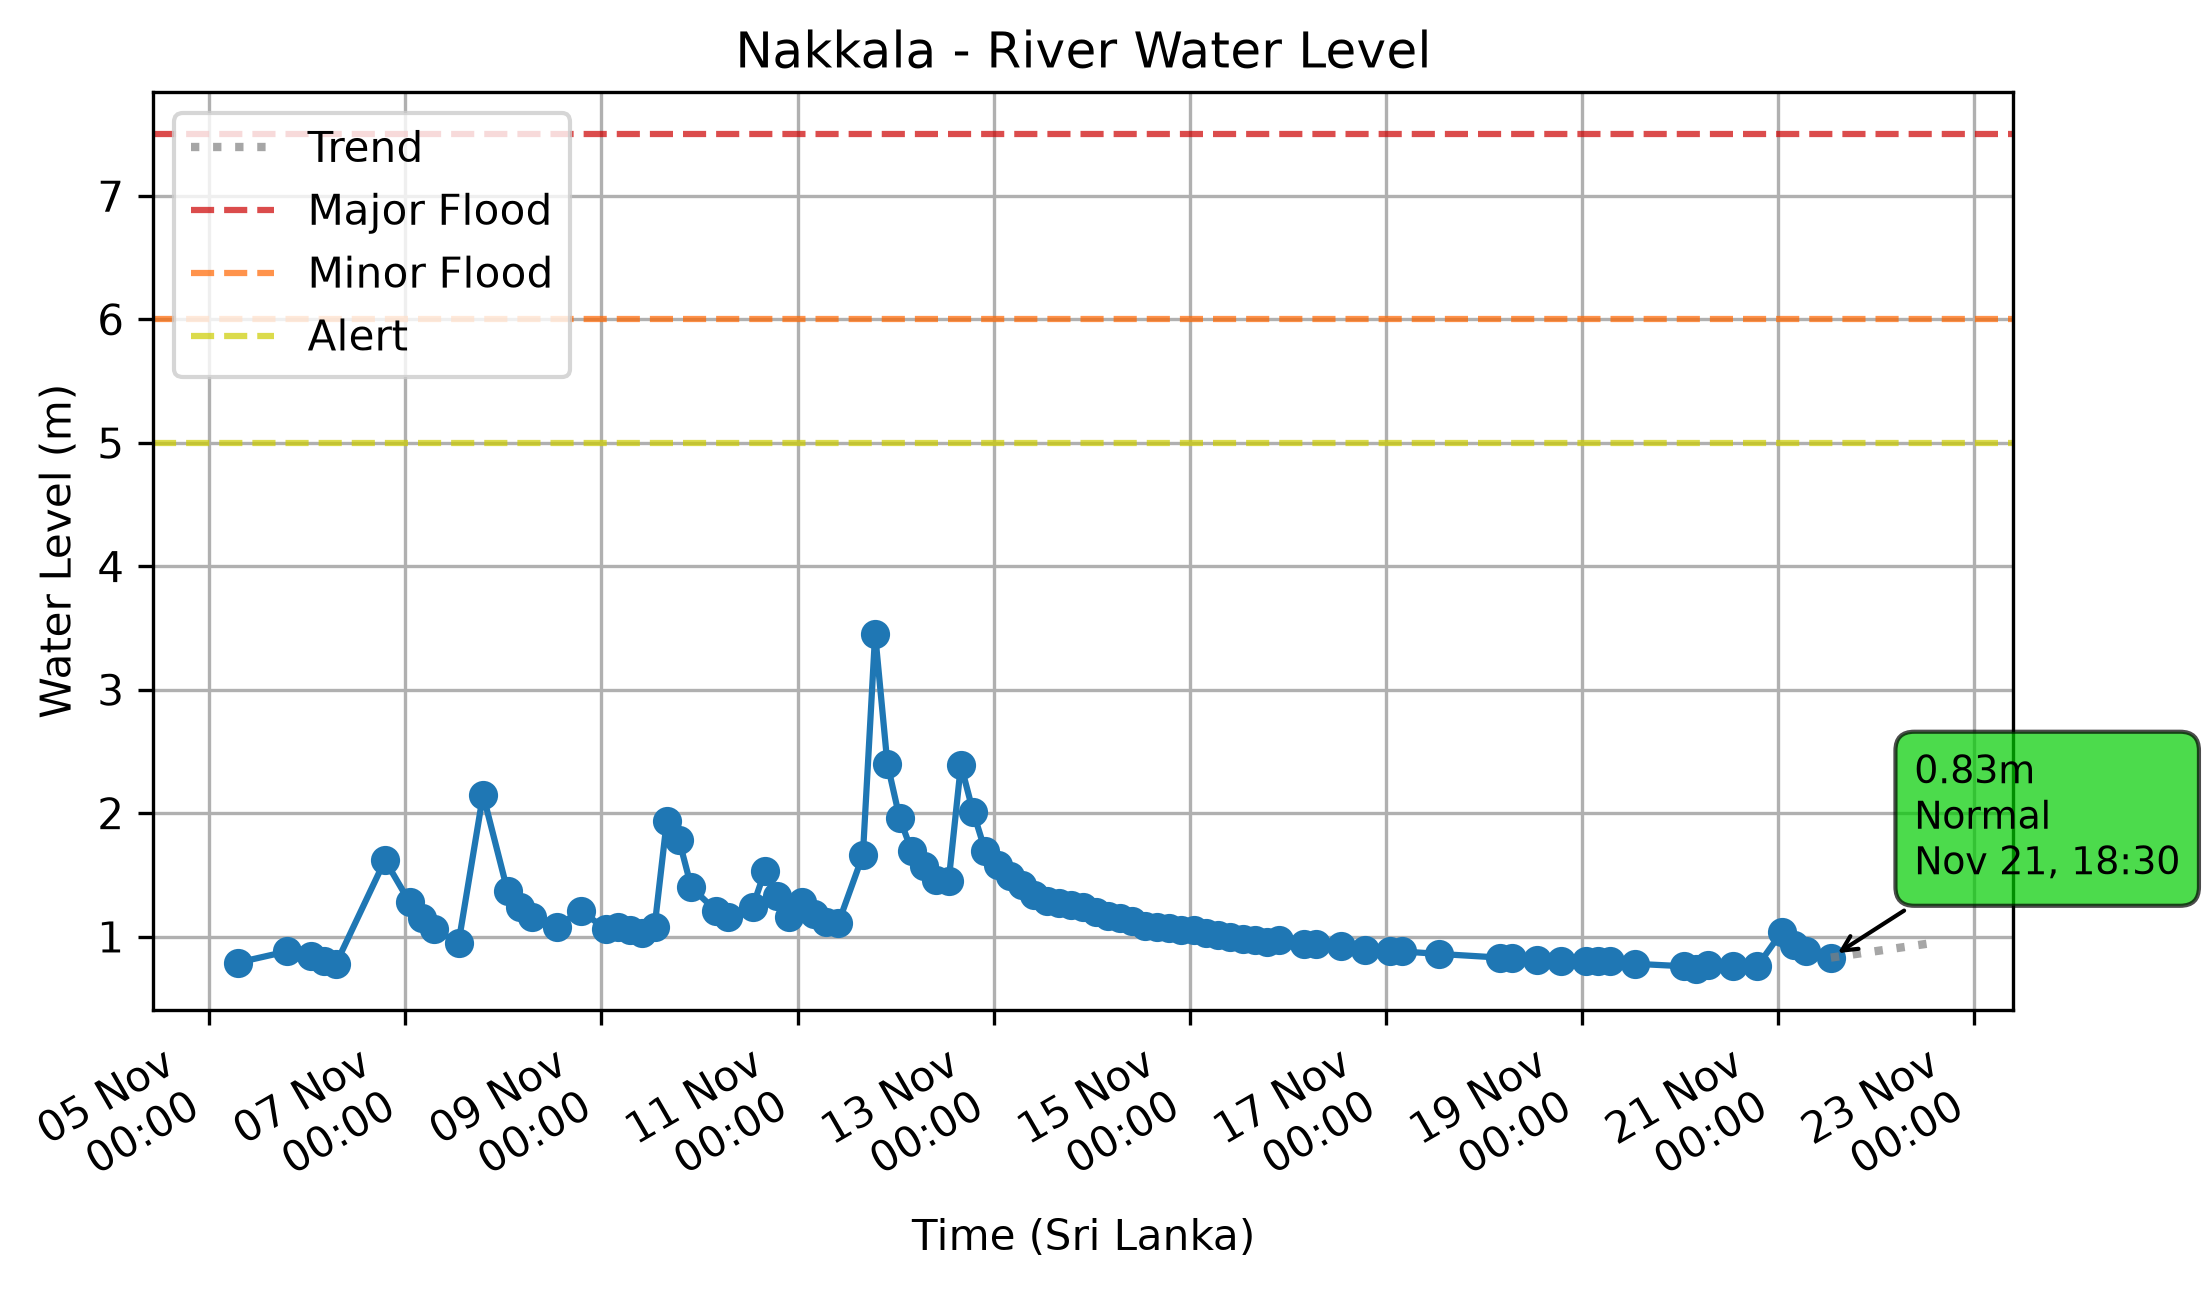 Nakkala - River Water Level
Trend
Major Flood
Minor Flood
Alert
Water Level (m)
7
6
5
4
3
2
1
0.83m
Normal
Nov 21, 18:30
05 Nov
00:00
07 Nov
00:00
09 Nov
00:00
11 Nov
00:00
13 Nov
00:00
15 Nov
00:00
17 Nov
00:00
19 Nov
00:00
21 Nov
00:00
23 Nov
00:00
Time (Sri Lanka)